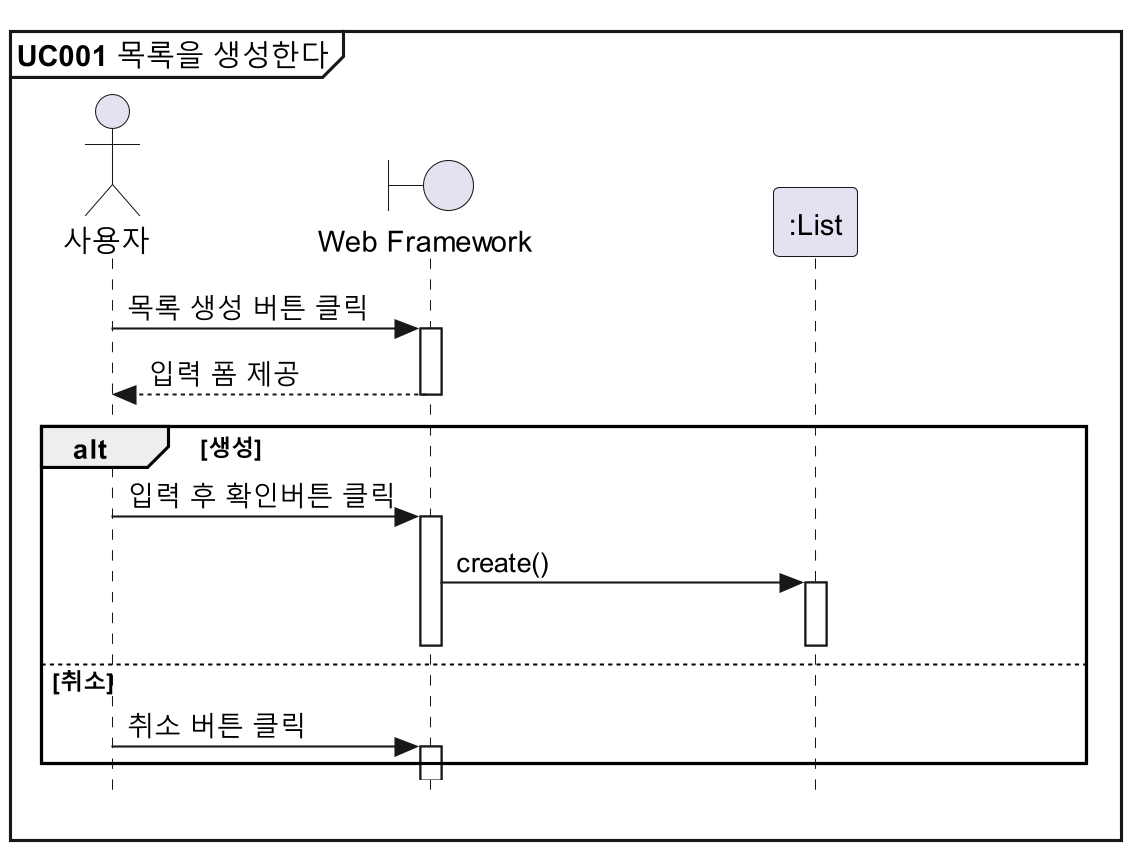 UC001 목록을 생성한다
사용자
Web Framework
:List
목록 생성 버튼 클릭
입력 폼 제공
alt [생성]
입력 후 확인버튼 클릭
create()
[취소]
취소 버튼 클릭